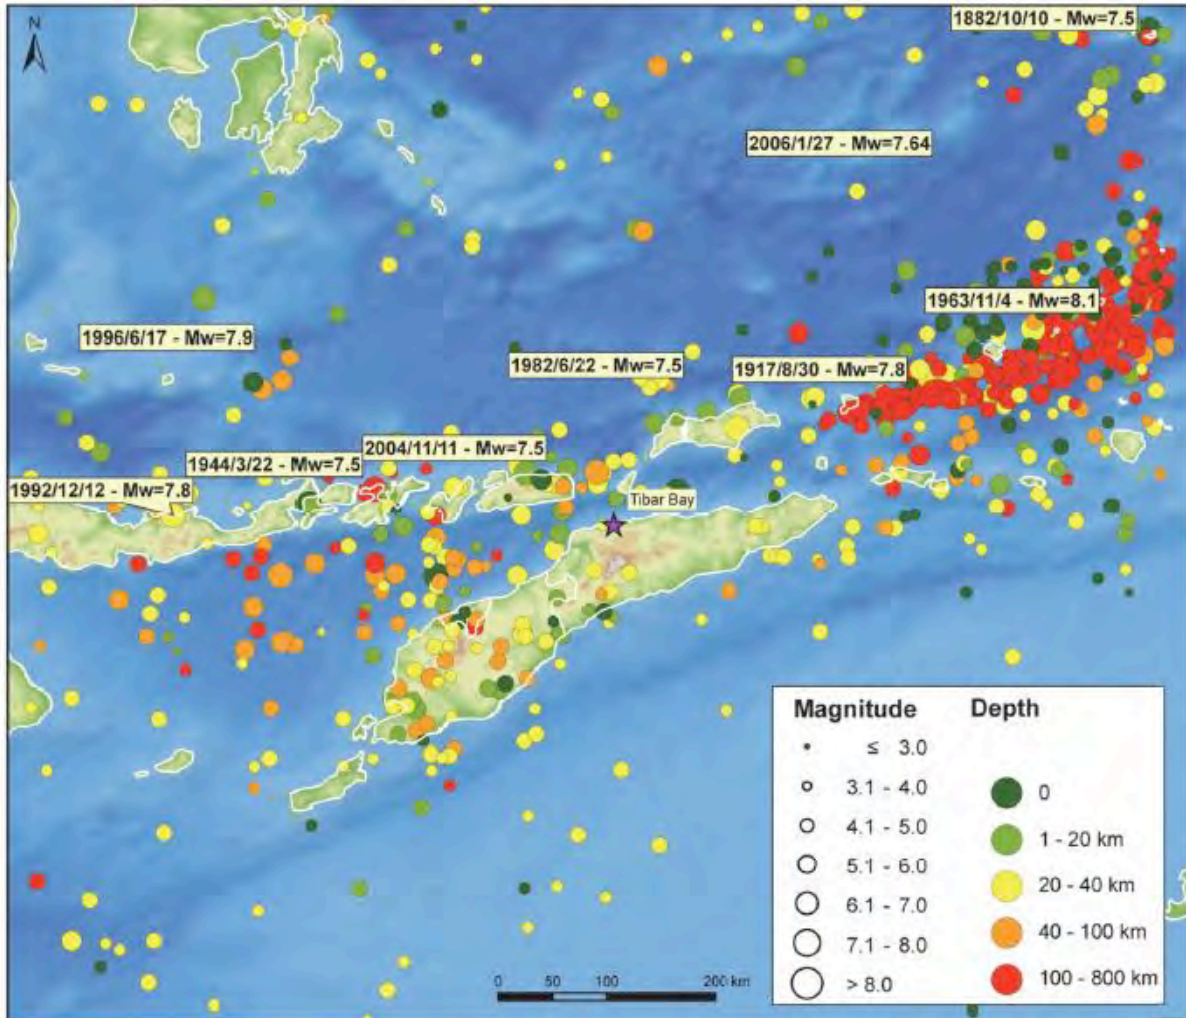 N
1882/10/10 - Mw=7.5
2006/1/27 - Mw=7.64
1963/11/4 - Mw=8.1
1996/6/17 - Mw=7.9
1982/6/22 - Mw=7.5
1917/8/30 - Mw=7.8
2004/11/11 - Mw=7.5
1944/3/22 - Mw=7.5
1992/12/12 - Mw=7.8
Tibar Bay
Magnitude Depth
≤ 3.0
3.1 - 4.0 0
4.1 - 5.0 1 - 20 km
5.1 - 6.0 20 - 40 km
6.1 - 7.0
7.1 - 8.0 40 - 100 km
> 8.0 100 - 800 km
0 50 100 200 km